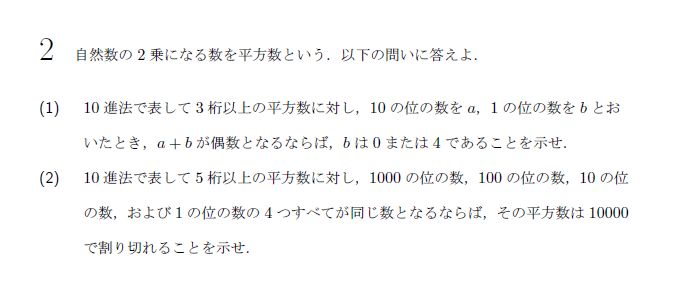 2 自然数の 2 乗になる数を平方数という．以下の問いに答えよ．
(1) 10 進法で表して 3 桁以上の平方数に対し，10 の位の数を a，1 の位の数を b とお
いたとき，a + b が偶数となるならば，b は 0 または 4 であることを示せ．
(2) 10 進法で表して 5 桁以上の平方数に対し，1000 の位の数，100 の位の数，10 の位
の数，および 1 の位の数の 4 つすべてが同じ数となるならば，その平方数は 10000
で割り切れることを示せ．